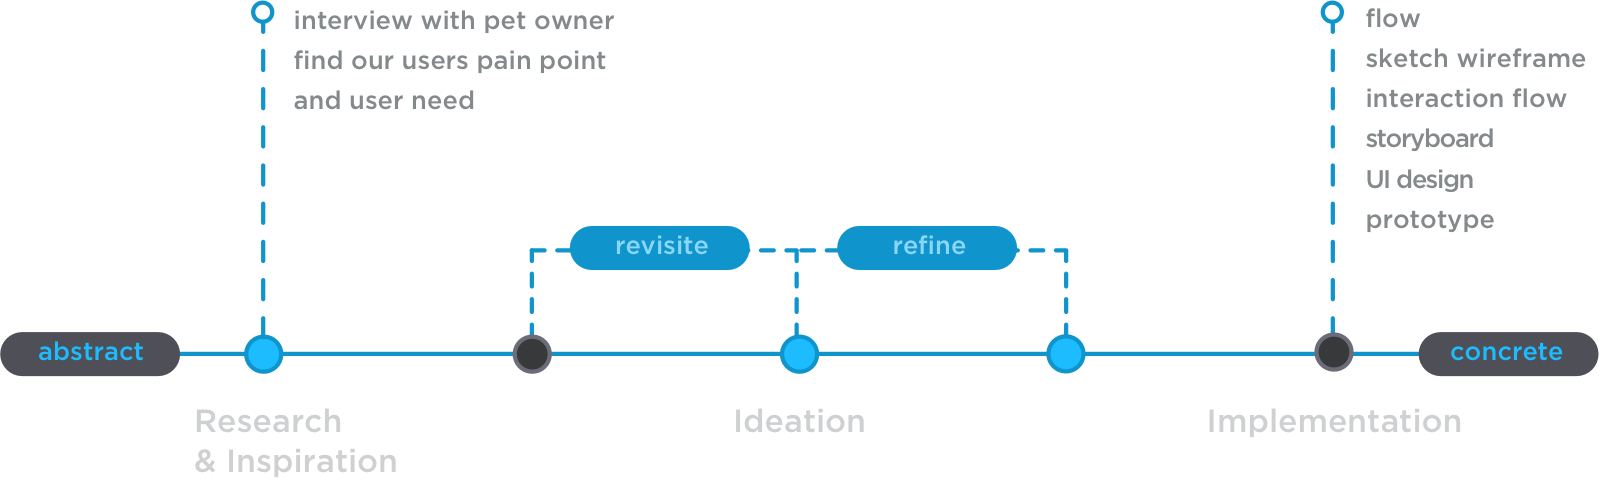 interview with pet owner
find our users pain point
and user need
flow
sketch wireframe
interaction flow
storyboard
UI design
prototype
revisite
refine
abstract
concrete
Research
& Inspiration
Ideation
Implementation